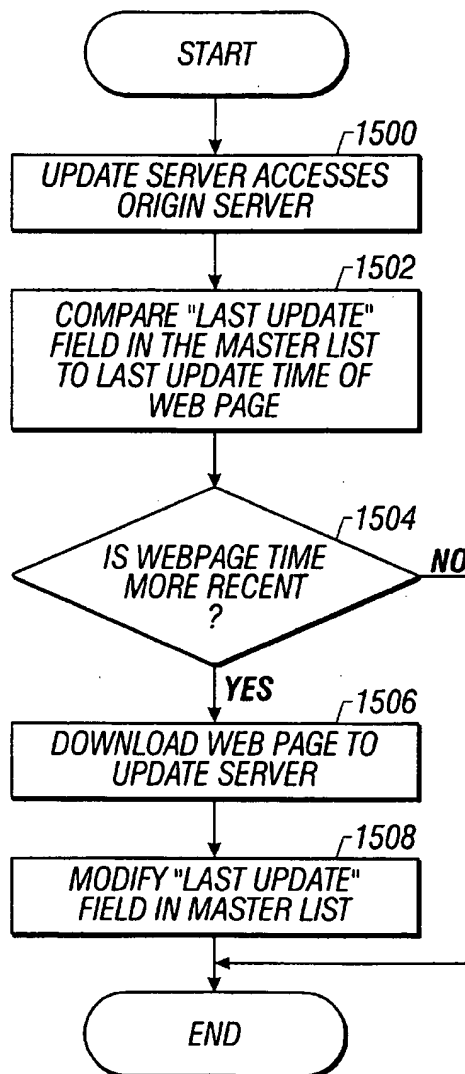 START
1500
UPDATE SERVER ACCESSES
ORIGIN SERVER
1502
COMPARE "LAST UPDATE"
FIELD IN THE MASTER LIST
TO LAST UPDATE TIME OF
WEB PAGE
1504
IS WEBPAGE TIME
MORE RECENT
?
NO
YES
1506
DOWNLOAD WEB PAGE TO
UPDATE SERVER
1508
MODIFY "LAST UPDATE"
FIELD IN MASTER LIST
END